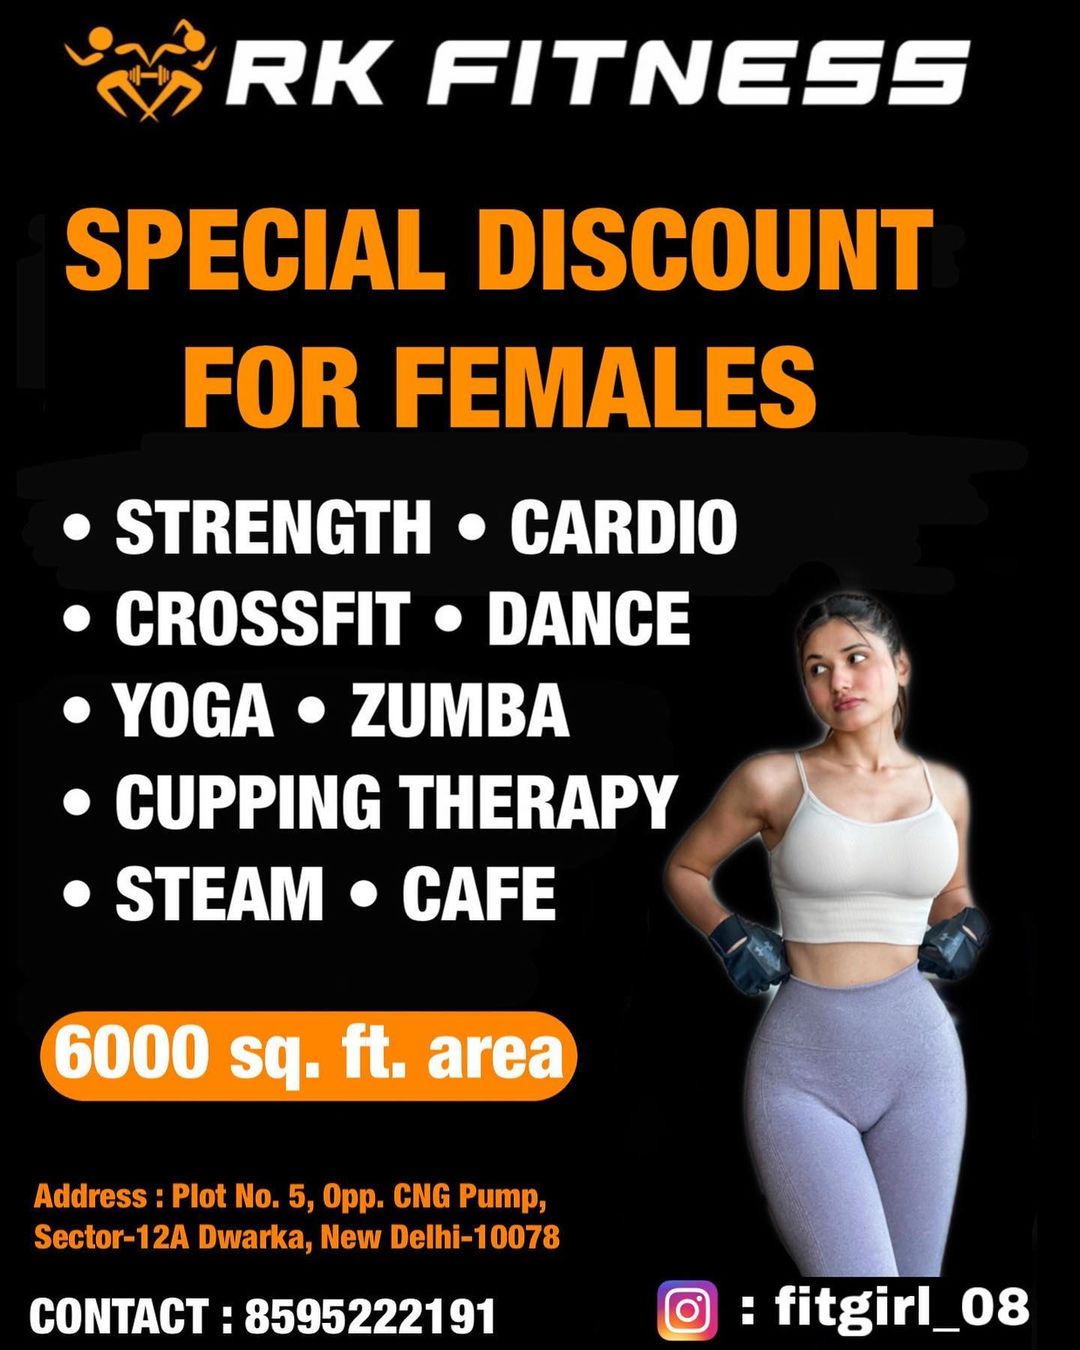 RK FITNESS
SPECIAL DISCOUNT
FOR FEMALES
• STRENGTH • CARDIO
• CROSSFIT • DANCE
• YOGA • ZUMBA
• CUPPING THERAPY
• STEAM • CAFE
6000 sq. ft. area
Address : Plot No. 5, Opp. CNG Pump,
Sector-12A Dwarka, New Delhi-10078
CONTACT : 8595222191
: fitgirl_08